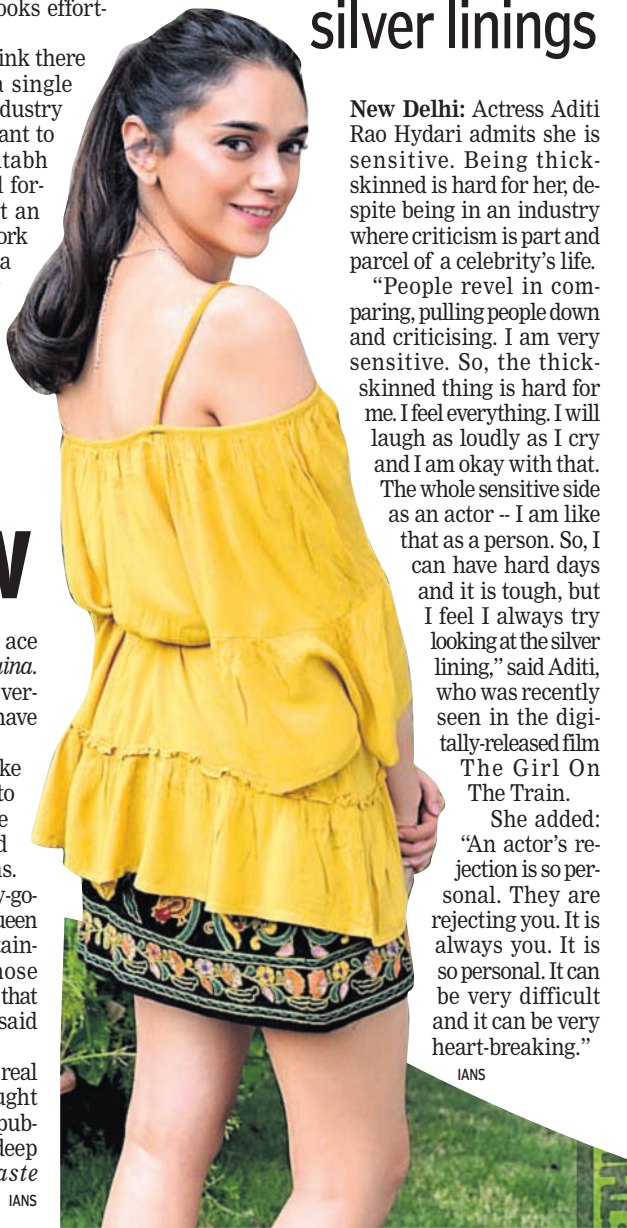 ooks effort-
ink there
a single
dustry
ant to
tabh
d for-
t an
ork
a
w
ace
ina.
ver-
have
ke
to
e
d
ns.
y-go-
ueen
tain-
hose
that
said
real
ught
pub-
deep
aste
IANS
silver linings
New Delhi: Actress Aditi
Rao Hydari admits she is
sensitive. Being thick-
skinned is hard for her, de-
spite being in an industry
where criticism is part and
parcel of a celebrity's life.
“People revel in com-
paring, pulling people down
and criticising. I am very
sensitive. So, the thick-
skinned thing is hard for
me. I feel everything. I will
laugh as loudly as I cry
and I am okay with that.
The whole sensitive side
as an actor -- I am like
that as a person. So, I
can have hard days
and it is tough, but
I feel I always try
looking at the silver
lining,” said Aditi,
who was recently
seen in the digi-
tally-released film
The Girl On
The Train.
She added:
“An actor's re-
jection is so per-
sonal. They are
rejecting you. It is
always you. It is
so personal. It can
be very difficult
and it can be very
heart-breaking.”
IANS